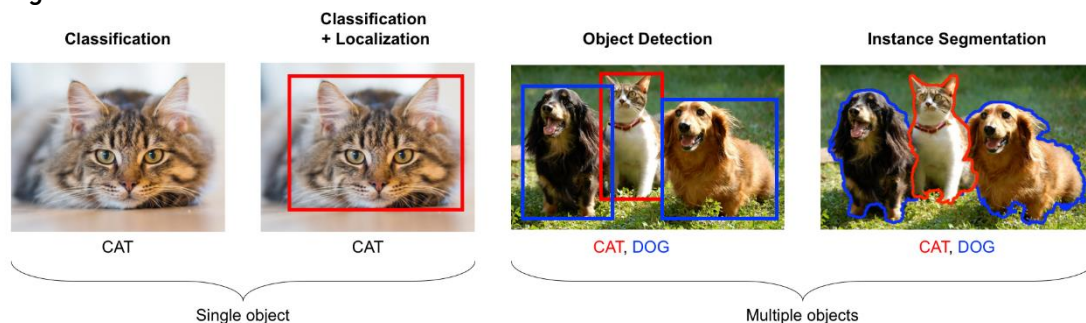 Classification
Classification
+ Localization
Object Detection
Instance Segmentation
CAT
CAT
CAT, DOG
CAT, DOG
Single object
Multiple objects